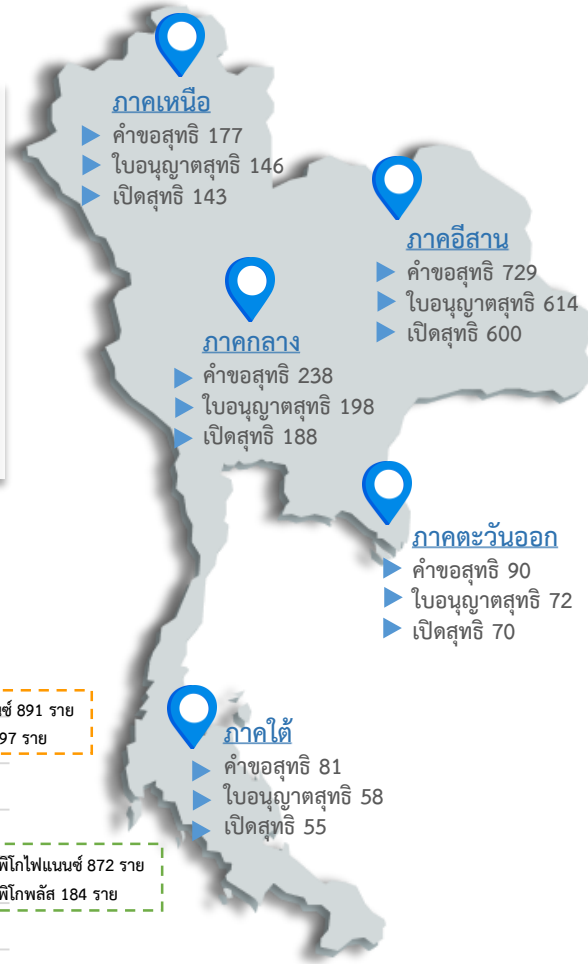 ภาคเหนือ
คำขอสุทธิ 177
ใบอนุญาตสุทธิ 146
เปิดสุทธิ 143
ภาคอีสาน
คำขอสุทธิ 729
ใบอนุญาตสุทธิ 614
เปิดสุทธิ 600
ภาคกลาง
คำขอสุทธิ 238
ใบอนุญาตสุทธิ 198
เปิดสุทธิ 188
ภาคตะวันออก
คำขอสุทธิ 90
ใบอนุญาตสุทธิ 72
เปิดสุทธิ 70
891 ราย
97 ราย
ภาคใต้
คำขอสุทธิ 81
ใบอนุญาตสุทธิ 58
เปิดสุทธิ 55
พิโกไฟแนนซ์ 872 ราย
พิโกพลัส 184 ราย